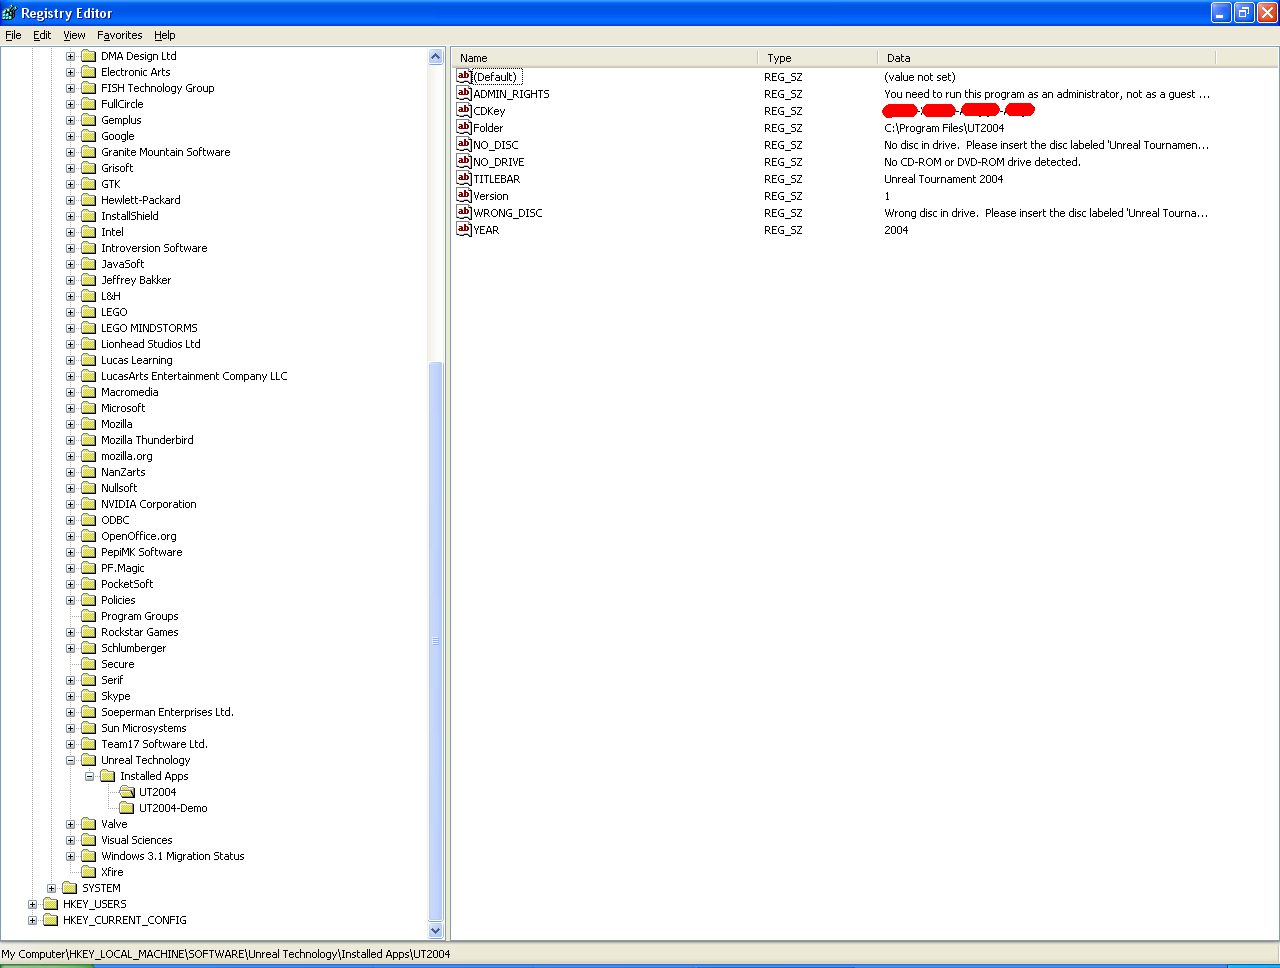 Registry Editor
File Edit View Favorites Help
DMA Design Ltd
Electronic Arts
FISH Technology Group
FullCircle
Gemplus
Google
Granite Mountain Software
Grisoft
GTK
Hewlett-Packard
InstallShield
Intel
Introversion Software
JavaSoft
Jeffrey Bakker
L&H
LEGO
LEGO MINDSTORMS
Lionhead Studios Ltd
Lucas Learning
LucasArts Entertainment Company LLC
Macromedia
Microsoft
Mozilla
Mozilla Thunderbird
mozilla.org
NanZarts
Nullsoft
NVIDIA Corporation
ODBC
OpenOffice.org
PepiMK Software
PF.Magic
PocketSoft
Policies
Program Groups
Rockstar Games
Schlumberger
Secure
Serif
Skype
Soeperman Enterprises Ltd.
Sun Microsystems
Team17 Software Ltd.
Unreal Technology
Installed Apps
UT2004
UT2004-Demo
Valve
Visual Sciences
Windows 3.1 Migration Status
Xfire
SYSTEM
HKEY_USERS
HKEY_CURRENT_CONFIG
Name Type Data
(Default) REG_SZ (value not set)
ADMIN_RIGHTS REG_SZ You need to run this program as an administrator, not as a guest ...
CDKey REG_SZ
Folder REG_SZ C:\Program Files\UT2004
NO_DISC REG_SZ No disc in drive.  Please insert the disc labeled 'Unreal Tournamen...
NO_DRIVE REG_SZ No CD-ROM or DVD-ROM drive detected.
TITLEBAR REG_SZ Unreal Tournament 2004
Version REG_SZ 1
WRONG_DISC REG_SZ Wrong disc in drive.  Please insert the disc labeled 'Unreal Tourna...
YEAR REG_SZ 2004
My Computer\HKEY_LOCAL_MACHINE\SOFTWARE\Unreal Technology\Installed Apps\UT2004